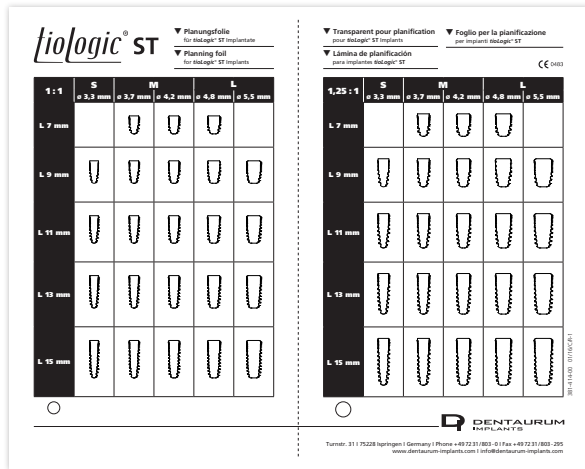 tioLogic® ST
▼ Planungsfolie
für tioLogic® ST Implantate
▼ Planning foil
for tioLogic® ST Implants
▼ Transparent pour planification
pour tioLogic® ST Implants
▼ Lámina de planificación
para implantes tioLogic® ST
▼ Foglio per la pianificazione
per impianti tioLogic® ST
CE 0483
1 : 1
S M L
ø 3,3 mm ø 3,7 mm ø 4,2 mm ø 4,8 mm ø 5,5 mm
L 7 mm
L 9 mm
L 11 mm
L 13 mm
L 15 mm
1,25 : 1
S M L
ø 3,3 mm ø 3,7 mm ø 4,2 mm ø 4,8 mm ø 5,5 mm
L 7 mm
L 9 mm
L 11 mm
L 13 mm
L 15 mm
DENTAURUM
IMPLANTS
Turnstr. 31 I 75228 Ispringen I Germany I Phone +49 72 31/803-0 I Fax +49 72 31/803-295
www.dentaurum-implants.com I info@dentaurum-implants.com